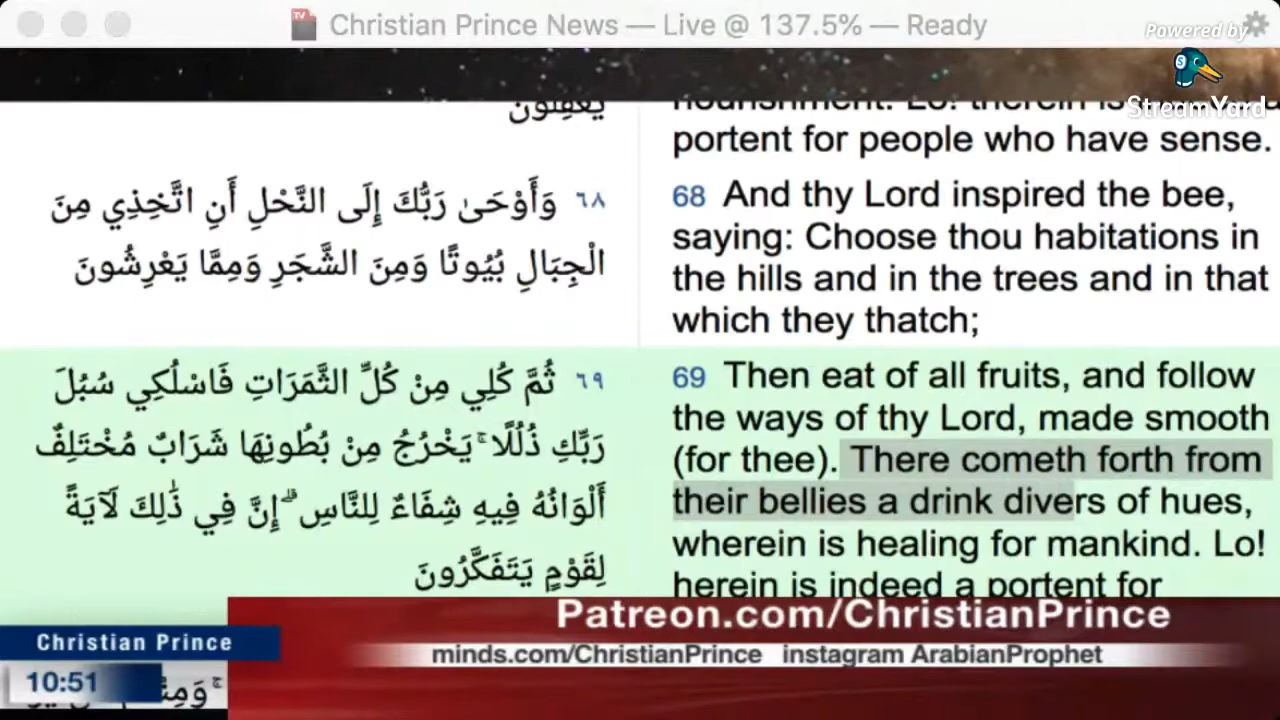 Christian Prince News — Live @ 137.5% — Ready
Powered by
StreamYard
يَعْقِلُونَ
٦٨ وَأَوْحَىٰ رَبُّكَ إِلَى النَّحْلِ أَنِ اتَّخِذِي مِنَ
الْجِبَالِ بُيُوتًا وَمِنَ الشَّجَرِ وَمِمَّا يَعْرِشُونَ
٦٩ ثُمَّ كُلِي مِنْ كُلِّ الثَّمَرَاتِ فَاسْلُكِي سُبُلَ
رَبِّكِ ذُلُلًا ۚ يَخْرُجُ مِنْ بُطُونِهَا شَرَابٌ مُخْتَلِفٌ
أَلْوَانُهُ فِيهِ شِفَاءٌ لِلنَّاسِ ۗ إِنَّ فِي ذَٰلِكَ لَآيَةً
لِقَوْمٍ يَتَفَكَّرُونَ
nourishment. Lo! therein is
portent for people who have sense.
68 And thy Lord inspired the bee,
saying: Choose thou habitations in
the hills and in the trees and in that
which they thatch;
69 Then eat of all fruits, and follow
the ways of thy Lord, made smooth
(for thee). There cometh forth from
their bellies a drink divers of hues,
wherein is healing for mankind. Lo!
herein is indeed a portent for
Patreon.com/ChristianPrince
Christian Prince
minds.com/ChristianPrince instagram ArabianProphet
10:51